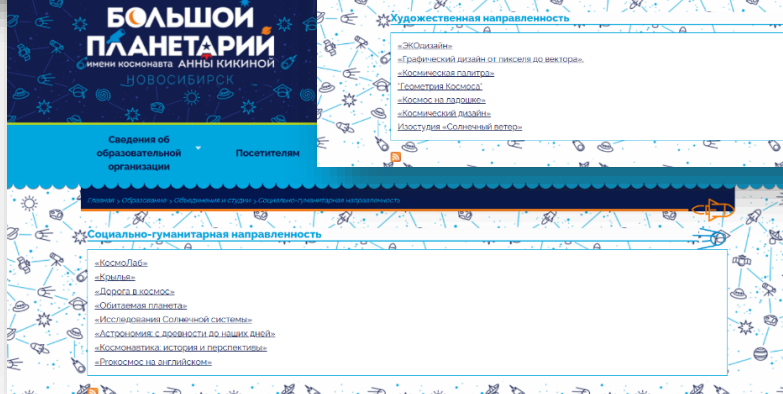 БОЛЬШОЙ
ПЛАНЕТАРИЙ
имени космонавта АННЫ КИКИНОЙ
НОВОСИБИРСК
Художественная направленность
«ЭКОдизайн»
«Графический дизайн от пикселя до вектора».
«Космическая палитра»
"Геометрия Космоса"
«Космос на ладошке»
«Космический дизайн»
Изостудия «Солнечный ветер»
Сведения об
образовательной
организации
Посетителям
Главная > Образование > Объединения и студии > Социально-гуманитарная направленность
Социально-гуманитарная направленность
«КосмоЛаб»
«Крылья»
«Дорога в космос»
«Обитаемая планета»
«Исследования Солнечной системы»
«Астрономия: с древности до наших дней»
«Космонавтика: история и перспективы»
«Proкосмос на английском»